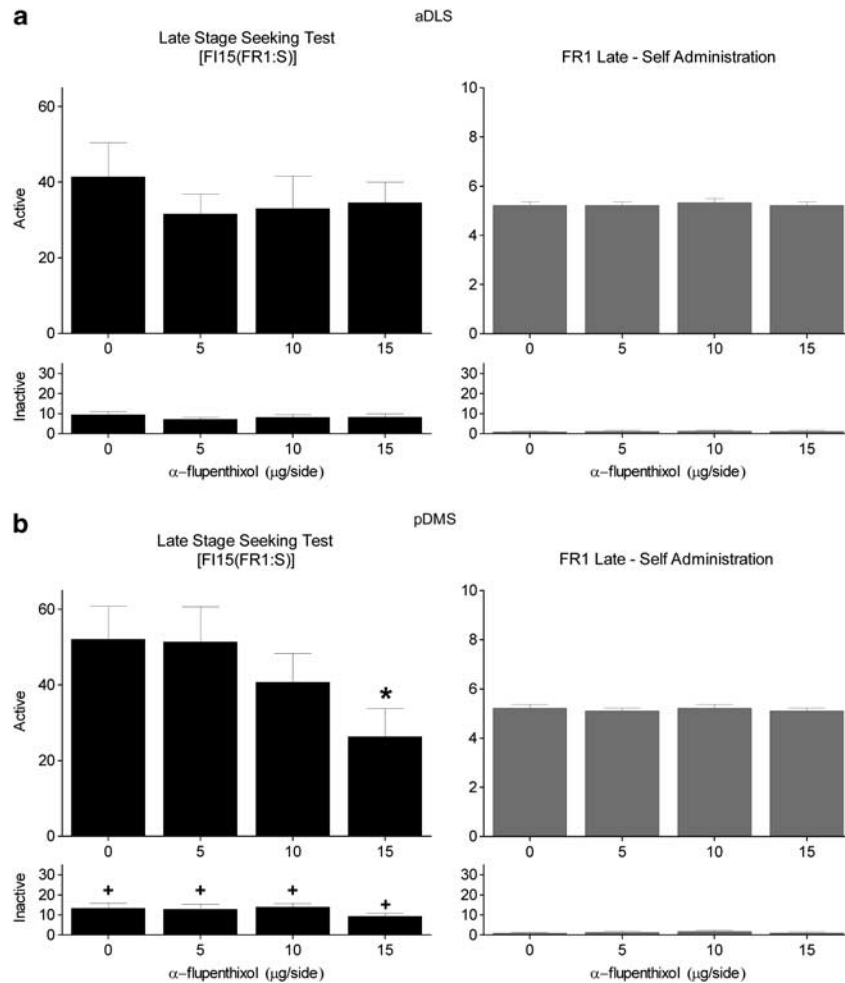 a
aDLS
Late Stage Seeking Test
[FI15(FR1:S)]
Active
60
40
20
0
0 5 10 15
Inactive
30
20
10
0
0 5 10 15
α−flupenthixol (μg/side)
FR1 Late - Self Administration
10
8
6
4
2
0
0 5 10 15
30
20
10
0
0 5 10 15
α−flupenthixol (μg/side)
b
pDMS
Late Stage Seeking Test
[FI15(FR1:S)]
Active
60
40
20
0
*
0 5 10 15
Inactive
30
20
10
0
+ + + +
0 5 10 15
α−flupenthixol (μg/side)
FR1 Late - Self Administration
10
8
6
4
2
0
0 5 10 15
30
20
10
0
0 5 10 15
α−flupenthixol (μg/side)